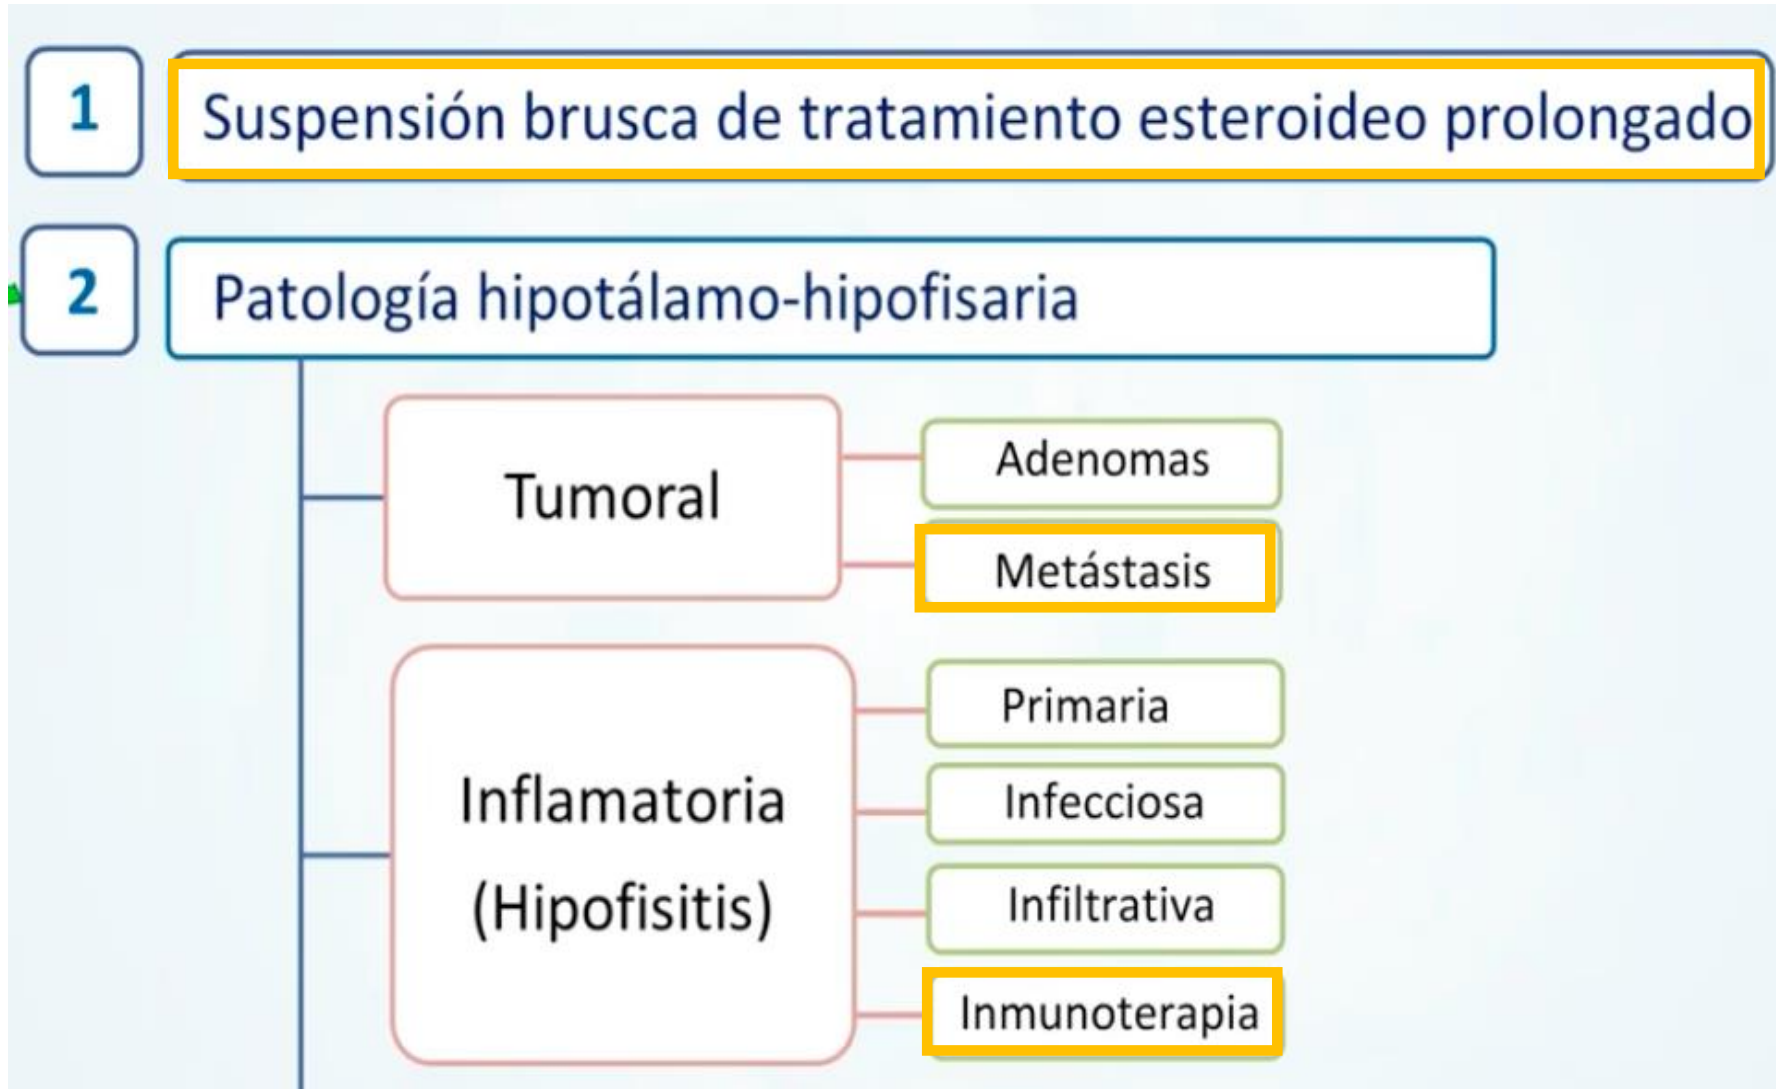 1
Suspensión brusca de tratamiento esteroideo prolongado
2
Patología hipotálamo-hipofisaria
Tumoral
Adenomas
Metástasis
Inflamatoria
(Hipofisitis)
Primaria
Infecciosa
Infiltrativa
Inmunoterapia